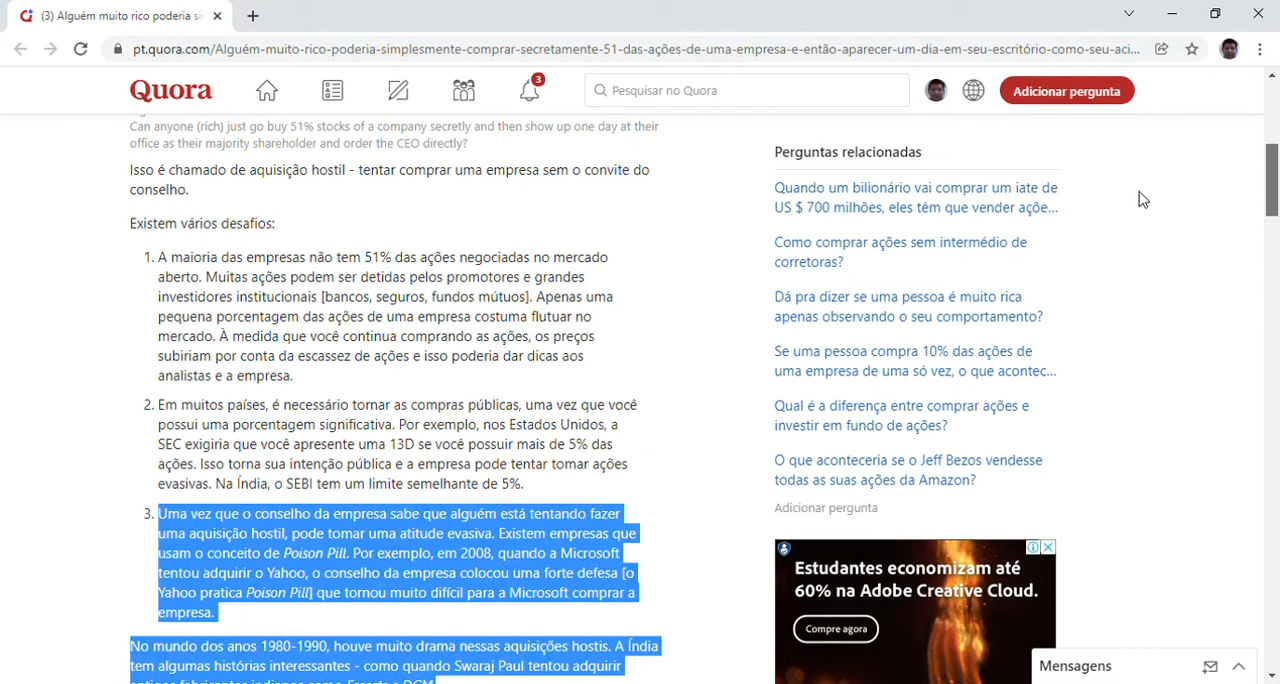 (3) Alguém muito rico poderia si
pt.quora.com/Alguém-muito-rico-poderia-simplesmente-comprar-secretamente-51-das-ações-de-uma-empresa-e-então-aparecer-um-dia-em-seu-escritório-como-seu-aci...
Quora
3
Pesquisar no Quora
Adicionar pergunta
Can anyone (rich) just go buy 51% stocks of a company secretly and then show up one day at their
office as their majority shareholder and order the CEO directly?
Isso é chamado de aquisição hostil - tentar comprar uma empresa sem o convite do
conselho.
Existem vários desafios:
1. A maioria das empresas não tem 51% das ações negociadas no mercado
aberto. Muitas ações podem ser detidas pelos promotores e grandes
investidores institucionais [bancos, seguros, fundos mútuos]. Apenas uma
pequena porcentagem das ações de uma empresa costuma flutuar no
mercado. À medida que você continua comprando as ações, os preços
subiriam por conta da escassez de ações e isso poderia dar dicas aos
analistas e a empresa.
2. Em muitos países, é necessário tornar as compras públicas, uma vez que você
possui uma porcentagem significativa. Por exemplo, nos Estados Unidos, a
SEC exigiria que você apresente uma 13D se você possuir mais de 5% das
ações. Isso torna sua intenção pública e a empresa pode tentar tomar ações
evasivas. Na Índia, o SEBI tem um limite semelhante de 5%.
3. Uma vez que o conselho da empresa sabe que alguém está tentando fazer
uma aquisição hostil, pode tomar uma atitude evasiva. Existem empresas que
usam o conceito de Poison Pill. Por exemplo, em 2008, quando a Microsoft
tentou adquirir o Yahoo, o conselho da empresa colocou uma forte defesa [o
Yahoo pratica Poison Pill] que tornou muito difícil para a Microsoft comprar a
empresa.
No mundo dos anos 1980-1990, houve muito drama nessas aquisições hostis. A Índia
tem algumas histórias interessantes - como quando Swaraj Paul tentou adquirir
antigos fabricantes indianos como Escorts e DCM.
Perguntas relacionadas
Quando um bilionário vai comprar um iate de
US $ 700 milhões, eles têm que vender açõe...
Como comprar ações sem intermédio de
corretoras?
Dá pra dizer se uma pessoa é muito rica
apenas observando o seu comportamento?
Se uma pessoa compra 10% das ações de
uma empresa de uma só vez, o que acontec...
Qual é a diferença entre comprar ações e
investir em fundo de ações?
O que aconteceria se o Jeff Bezos vendesse
todas as suas ações da Amazon?
Adicionar pergunta
Estudantes economizam até
60% na Adobe Creative Cloud.
Compre agora
Mensagens